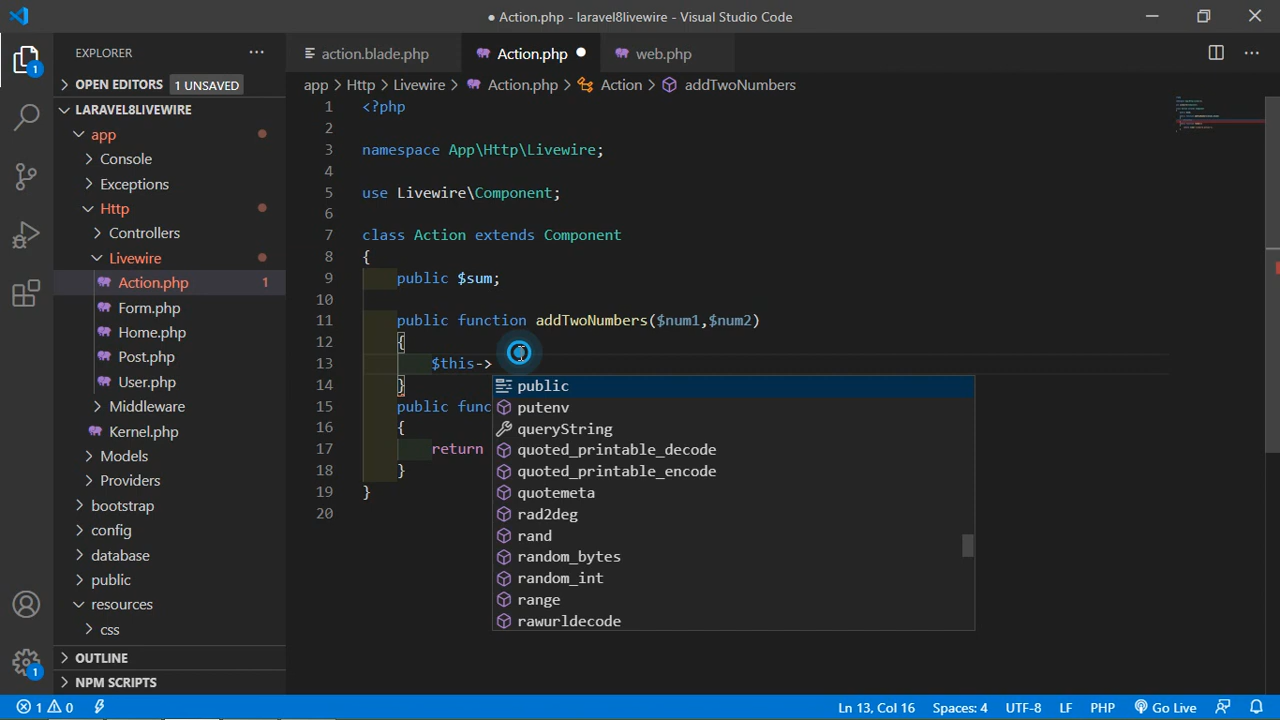 ● Action.php - laravel8livewire - Visual Studio Code
EXPLORER
action.blade.php
Action.php
web.php
OPEN EDITORS 1 UNSAVED
app > Http > Livewire > Action.php > Action > addTwoNumbers
LARAVEL8LIVEWIRE
app
Console
Exceptions
Http
Controllers
Livewire
Action.php 1
Form.php
Home.php
Post.php
User.php
Middleware
Kernel.php
Models
Providers
bootstrap
config
database
public
resources
css
OUTLINE
NPM SCRIPTS
1
1
1 <?php
2
3 namespace App\Http\Livewire;
4
5 use Livewire\Component;
6
7 class Action extends Component
8 {
9 public $sum;
10
11 public function addTwoNumbers($num1,$num2)
12 {
13 $this->
14 }
15 public func
16 {
17 return
18 }
19 }
20
public
putenv
queryString
quoted_printable_decode
quoted_printable_encode
quotemeta
rad2deg
rand
random_bytes
random_int
range
rawurldecode
1 0 Ln 13, Col 16 Spaces: 4 UTF-8 LF PHP Go Live